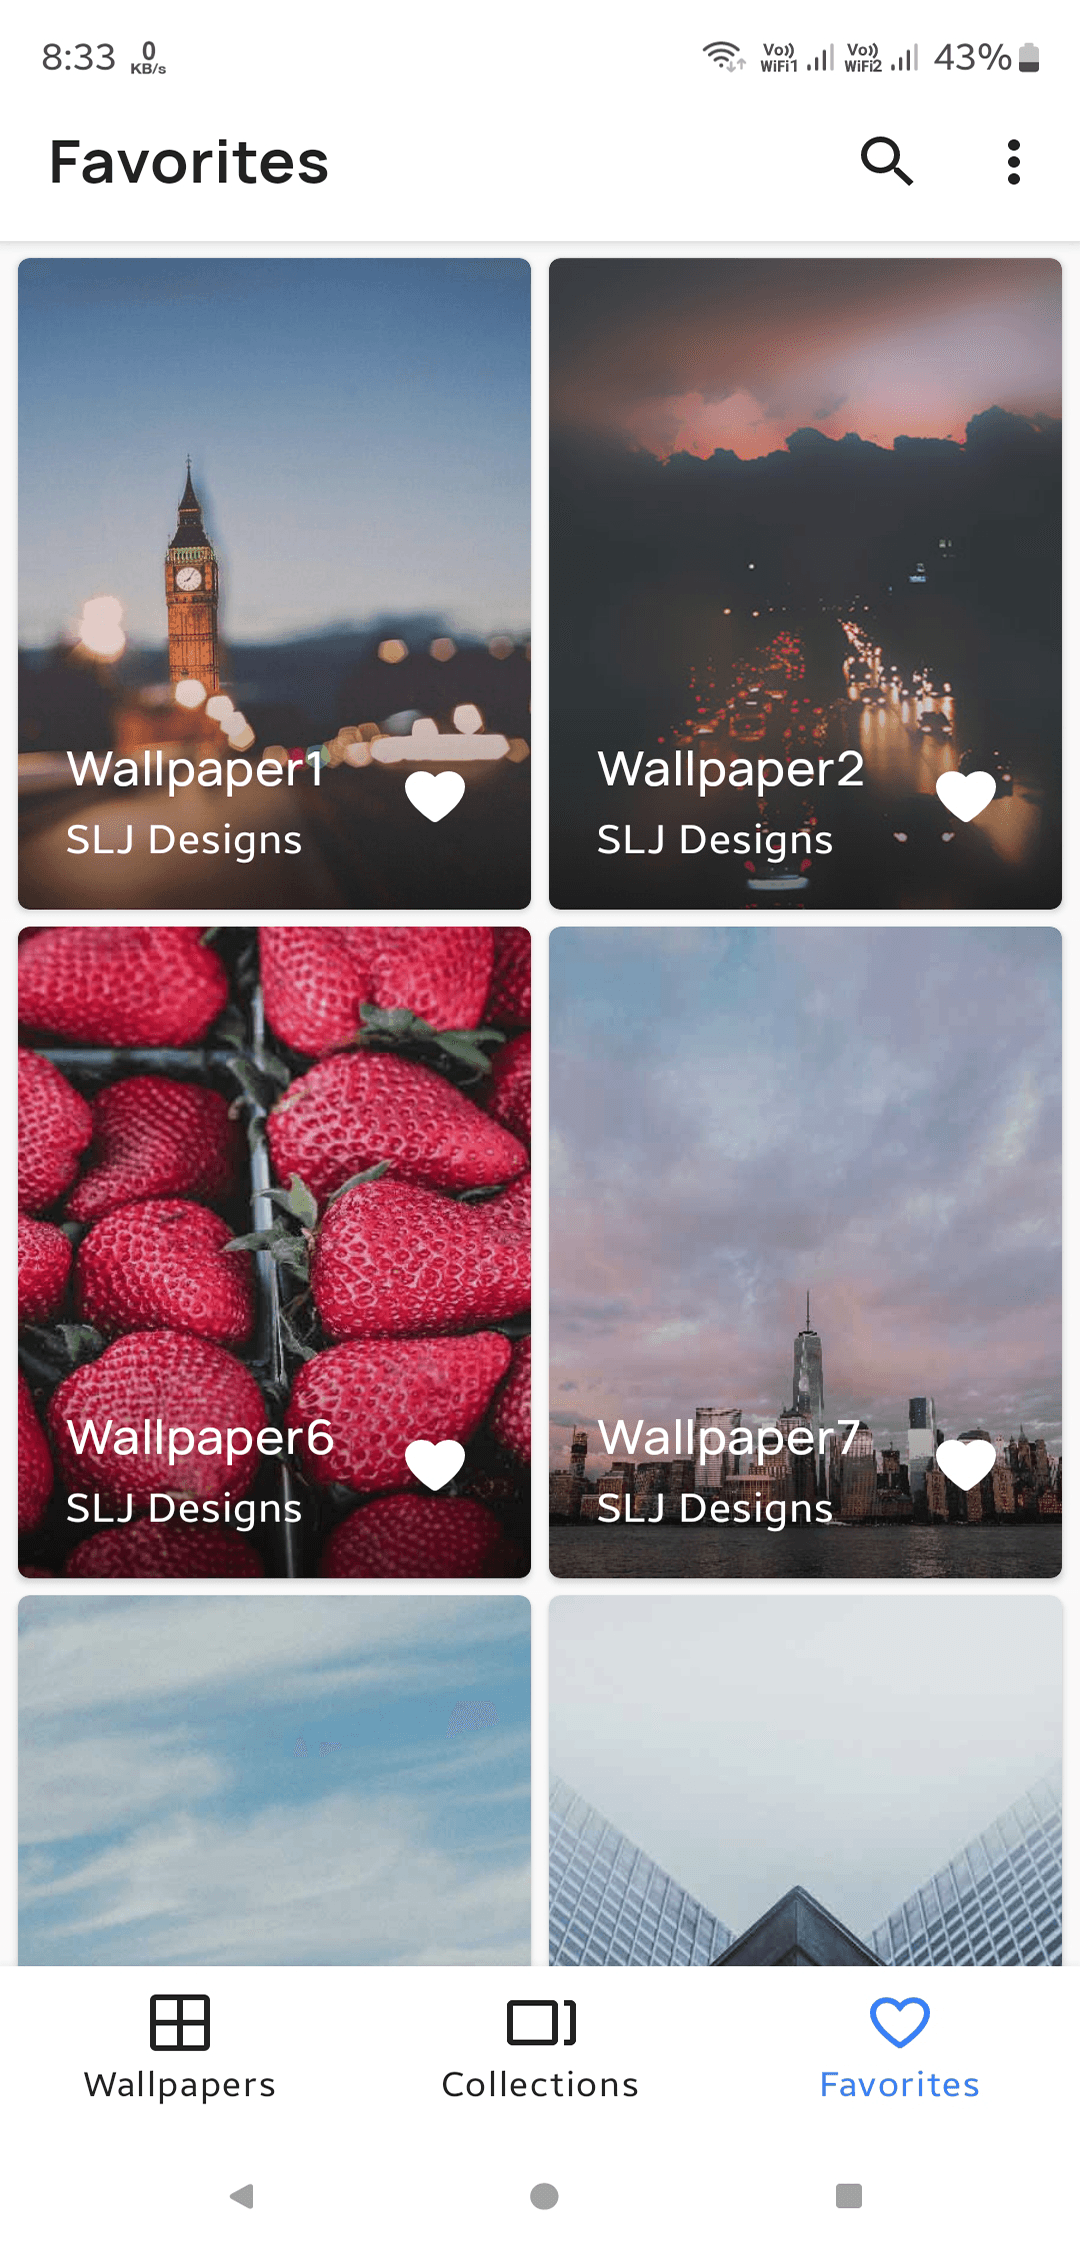 8:33 0 KB/s Vo)) WiFi1 Vo)) WiFi2 43%
Favorites
Wallpaper1
SLJ Designs
Wallpaper2
SLJ Designs
Wallpaper6
SLJ Designs
Wallpaper7
SLJ Designs
Wallpapers Collections Favorites